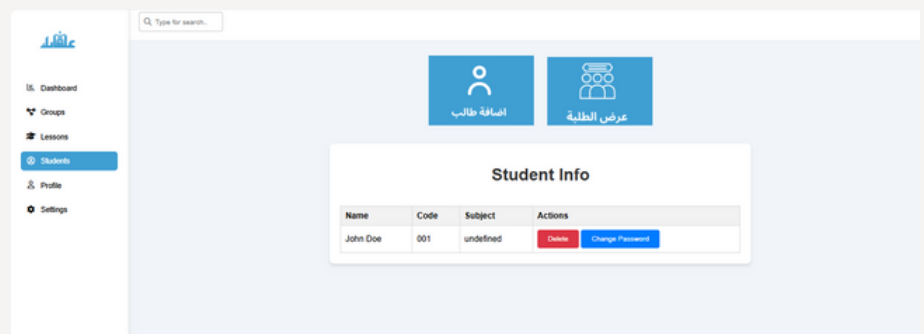 Type for search..
Dashboard
Groups
Lessons
Students
Profile
Settings
اضافة طالب
عرض الطلبة
Student Info
Name Code Subject Actions
John Doe 001 undefined Delete Change Password